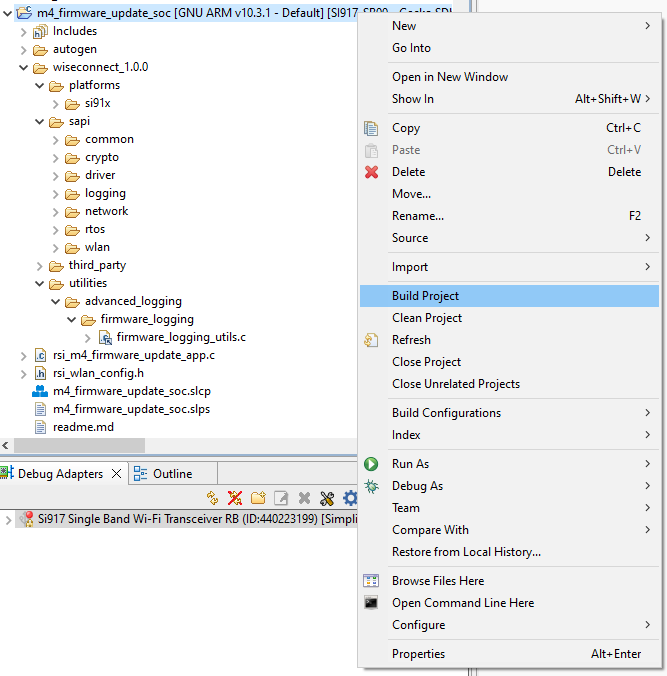 m4_firmware_update_soc [GNU ARM v10.3.1 - Default] [SI917
Includes
autogen
wiseconnect_1.0.0
platforms
si91x
sapi
common
crypto
driver
logging
network
rtos
wlan
third_party
utilities
advanced_logging
firmware_logging
firmware_logging_utils.c
rsi_m4_firmware_update_app.c
rsi_wlan_config.h
m4_firmware_update_soc.slcp
m4_firmware_update_soc.slps
readme.md
Debug Adapters
Outline
Si917 Single Band Wi-Fi Transceiver RB (ID:440223199) [Simpli
New
Go Into
Open in New Window
Show In Alt+Shift+W
Copy Ctrl+C
Paste Ctrl+V
Delete Delete
Move...
Rename... F2
Source
Import
Build Project
Clean Project
Refresh
Close Project
Close Unrelated Projects
Build Configurations
Index
Run As
Debug As
Team
Compare With
Restore from Local History...
Browse Files Here
Open Command Line Here
Configure
Properties Alt+Enter